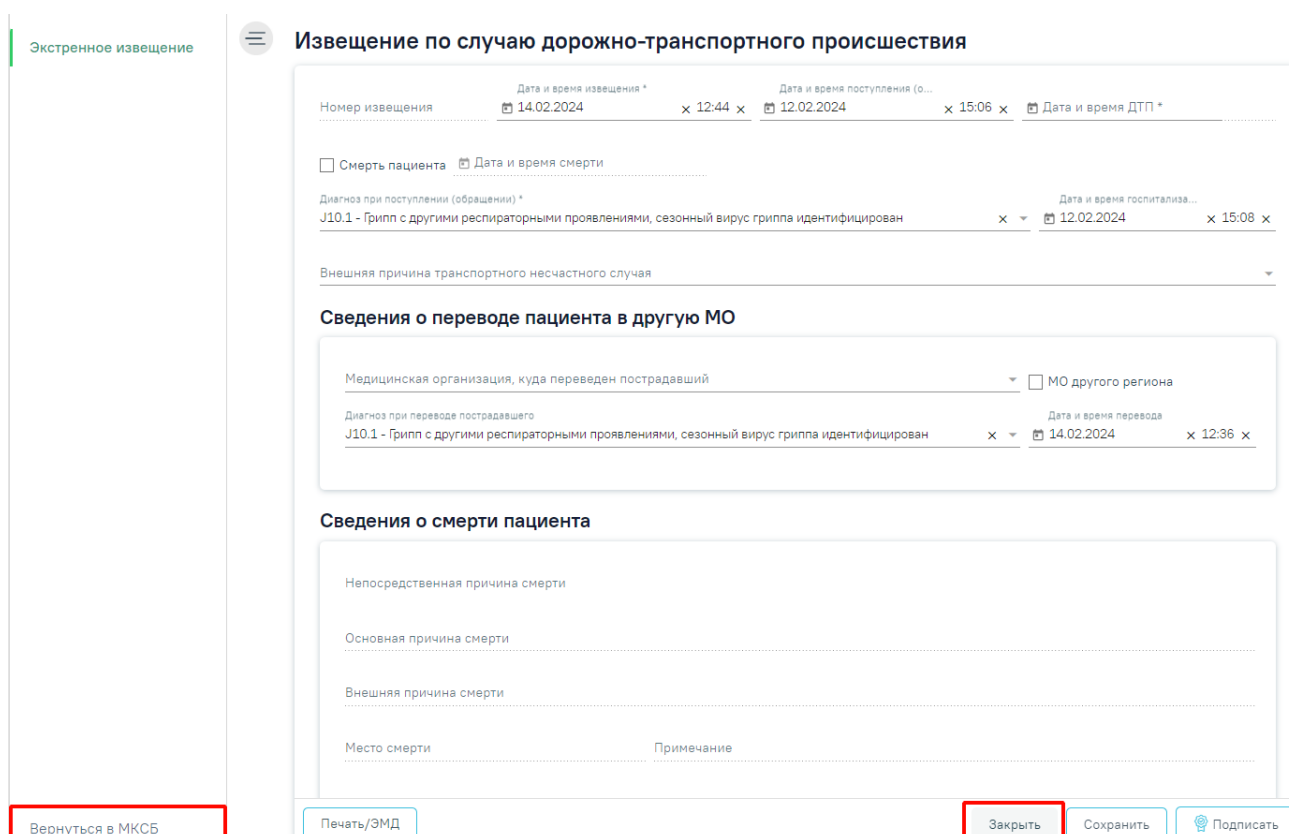 Экстренное извещение
Извещение по случаю дорожно-транспортного происшествия
Дата и время извещения *
Дата и время поступления (о...
Номер извещения
14.02.2024
12:44
12.02.2024
15:06
Дата и время ДТП *
Смерть пациента
Дата и время смерти
Диагноз при поступлении (обращении) *
Дата и время госпитализа...
J10.1 - Грипп с другими респираторными проявлениями, сезонный вирус гриппа идентифицирован
12.02.2024
15:08
Внешняя причина транспортного несчастного случая
Сведения о переводе пациента в другую МО
Медицинская организация, куда переведен пострадавший
МО другого региона
Диагноз при переводе пострадавшего
Дата и время перевода
J10.1 - Грипп с другими респираторными проявлениями, сезонный вирус гриппа идентифицирован
14.02.2024
12:36
Сведения о смерти пациента
Непосредственная причина смерти
Основная причина смерти
Внешняя причина смерти
Место смерти
Примечание
Вернуться в МКСБ
Печать/ЭМД
Закрыть
Сохранить
Подписать